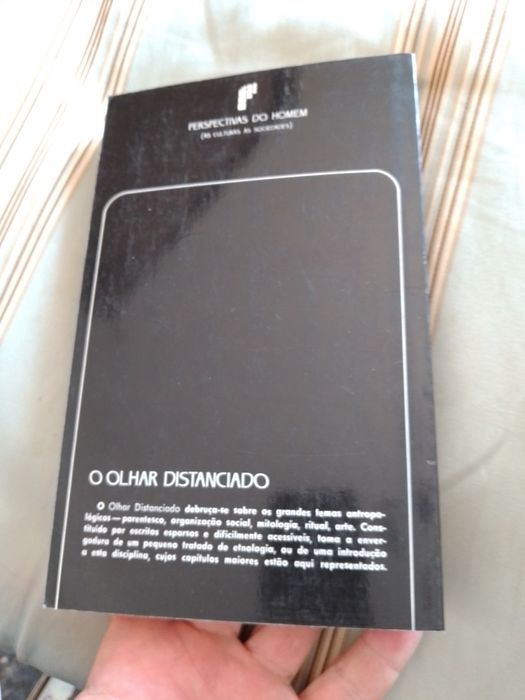 PERSPECTIVAS DO HOMEM
(AS CULTURAS AS SOCIEDADES)
O OLHAR DISTANCIADO
O Olhar Distanciado debruça-se sobre os grandes temas antropo-
lógicos — parentesco, organização social, mitologia, ritual, arte. Cons-
tituído por escritos esparsos e dificilmente acessíveis, toma a enver-
gadura de um pequeno tratado de etnologia, ou de uma introdução
a esta disciplina, cujos capítulos maiores estão aqui representados.